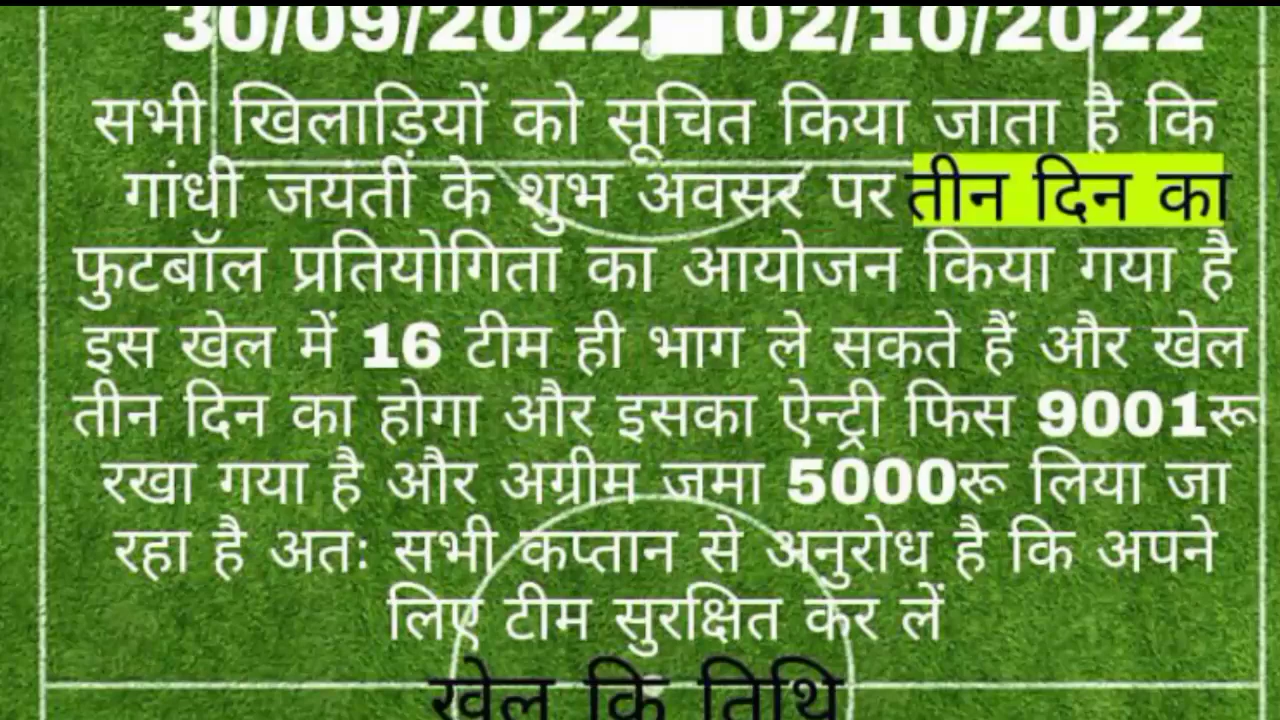 30/09/2022 02/10/2022
सभी खिलाड़ियों को सूचित किया जाता है कि
गांधी जयंती के शुभ अवसर पर तीन दिन का
फुटबॉल प्रतियोगिता का आयोजन किया गया है
इस खेल में 16 टीम ही भाग ले सकते हैं और खेल
तीन दिन का होगा और इसका ऐन्ट्री फिस 9001रू
रखा गया है और अग्रीम जमा 5000रू लिया जा
रहा है अतः सभी कप्तान से अनुरोध है कि अपने
लिए टीम सुरक्षित कर लें
खेल कि तिथि